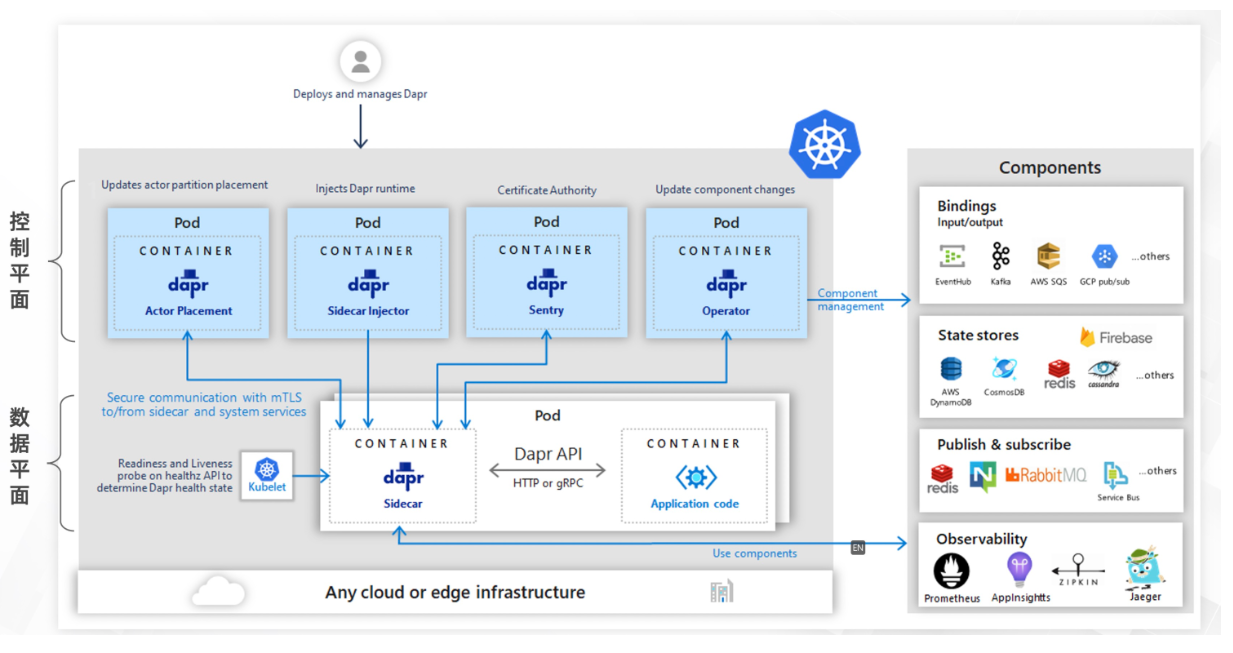 Deploys and manages Dapr
控制平面
Updates actor partition placement
Pod
CONTAINER
dapr
Actor Placement
Injects Dapr runtime
Pod
CONTAINER
dapr
Sidecar Injector
Certificate Authority
Pod
CONTAINER
dapr
Sentry
Update component changes
Pod
CONTAINER
dapr
Operator
Component
management
数据平面
Secure communication with mTLS
to/from sidecar and system services
Readiness and Liveness
probe on healthz API to
determine Dapr health state
Kubelet
Pod
CONTAINER
dapr
Sidecar
Dapr API
HTTP or gRPC
CONTAINER
Application code
Use components
EN
Any cloud or edge infrastructure
Components
Bindings
Input/output
EventHub
Kafka
AWS SQS
GCP pub/sub
...others
State stores
Firebase
AWS
DynamoDB
CosmosDB
redis
cassandra
...others
Publish & subscribe
redis
RabbitMQ
Service Bus
...others
Observability
Prometheus
AppInsightts
ZIPKIN
Jaeger